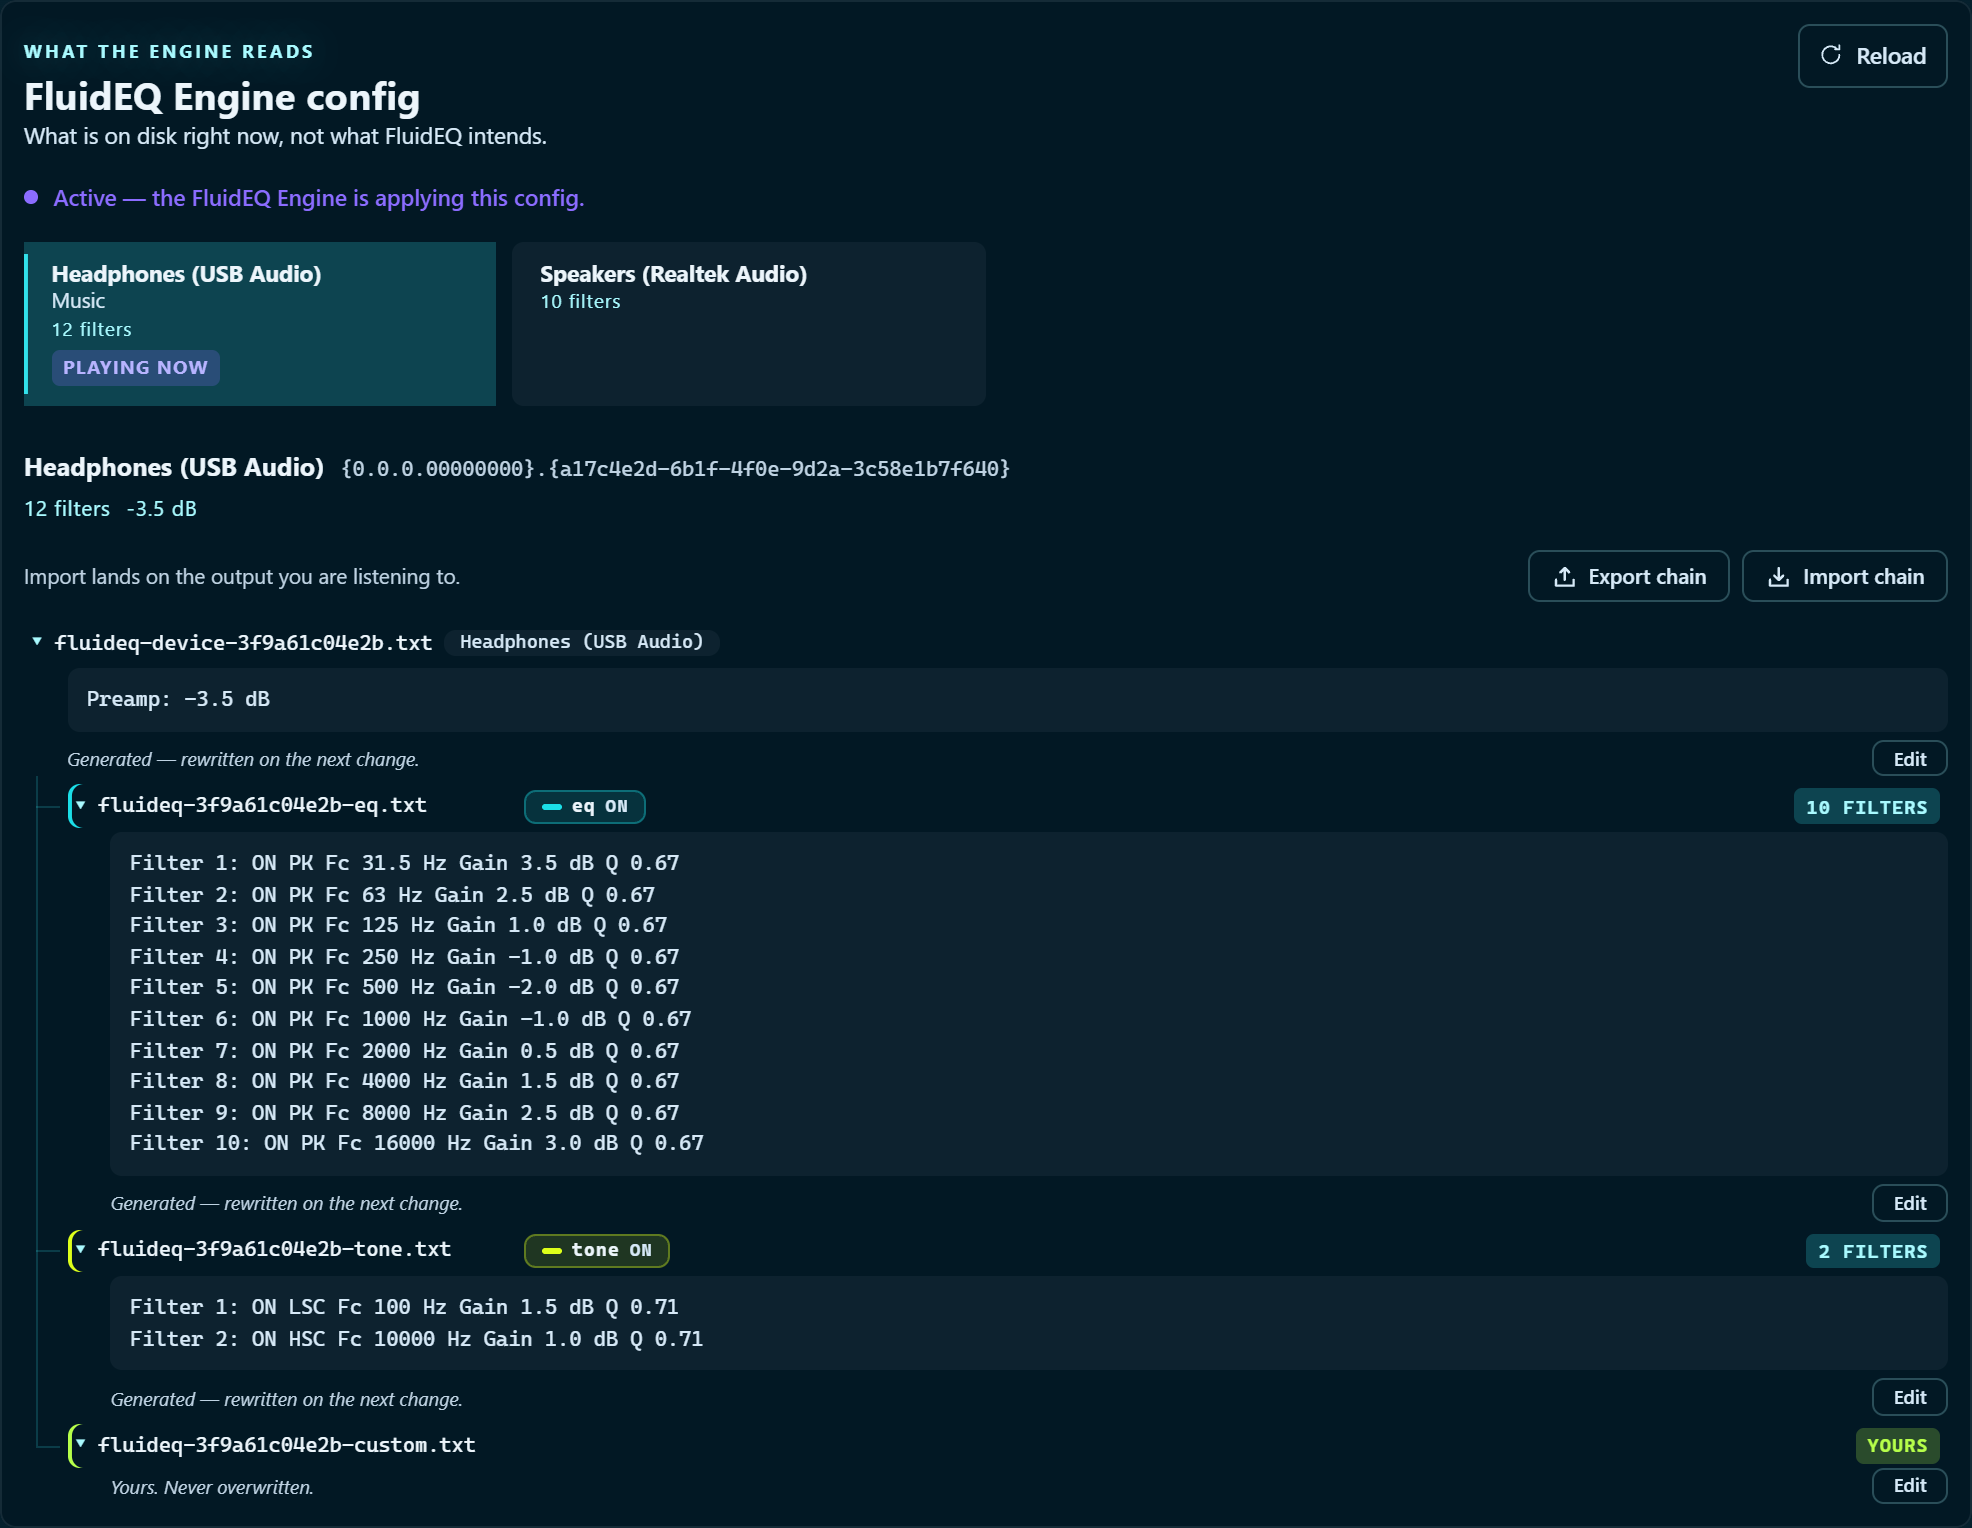 WHAT THE ENGINE READS
Reload
FluidEQ Engine config
What is on disk right now, not what FluidEQ intends.
Active — the FluidEQ Engine is applying this config.
Headphones (USB Audio)
Music
12 filters
PLAYING NOW
Speakers (Realtek Audio)
10 filters
Headphones (USB Audio) {0.0.0.00000000}.{a17c4e2d-6b1f-4f0e-9d2a-3c58e1b7f640}
12 filters -3.5 dB
Import lands on the output you are listening to.
Export chain
Import chain
fluideq-device-3f9a61c04e2b.txt Headphones (USB Audio)
Preamp: -3.5 dB
Generated — rewritten on the next change.
Edit
fluideq-3f9a61c04e2b-eq.txt eq ON 10 FILTERS
Filter 1: ON PK Fc 31.5 Hz Gain 3.5 dB Q 0.67
Filter 2: ON PK Fc 63 Hz Gain 2.5 dB Q 0.67
Filter 3: ON PK Fc 125 Hz Gain 1.0 dB Q 0.67
Filter 4: ON PK Fc 250 Hz Gain -1.0 dB Q 0.67
Filter 5: ON PK Fc 500 Hz Gain -2.0 dB Q 0.67
Filter 6: ON PK Fc 1000 Hz Gain -1.0 dB Q 0.67
Filter 7: ON PK Fc 2000 Hz Gain 0.5 dB Q 0.67
Filter 8: ON PK Fc 4000 Hz Gain 1.5 dB Q 0.67
Filter 9: ON PK Fc 8000 Hz Gain 2.5 dB Q 0.67
Filter 10: ON PK Fc 16000 Hz Gain 3.0 dB Q 0.67
Generated — rewritten on the next change.
Edit
fluideq-3f9a61c04e2b-tone.txt tone ON 2 FILTERS
Filter 1: ON LSC Fc 100 Hz Gain 1.5 dB Q 0.71
Filter 2: ON HSC Fc 10000 Hz Gain 1.0 dB Q 0.71
Generated — rewritten on the next change.
Edit
fluideq-3f9a61c04e2b-custom.txt YOURS
Yours. Never overwritten.
Edit